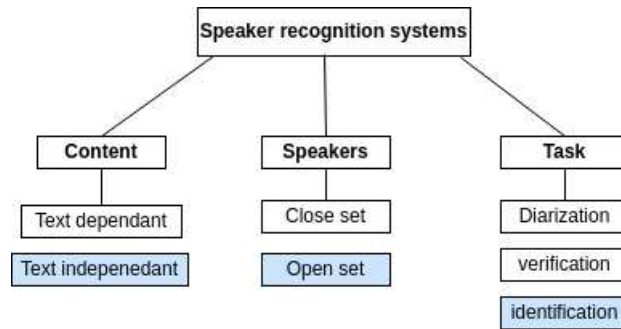 Speaker recognition systems
Content
Speakers
Task
Text dependant
Close set
Diarization
Text indepenedant
Open set
verification
identification